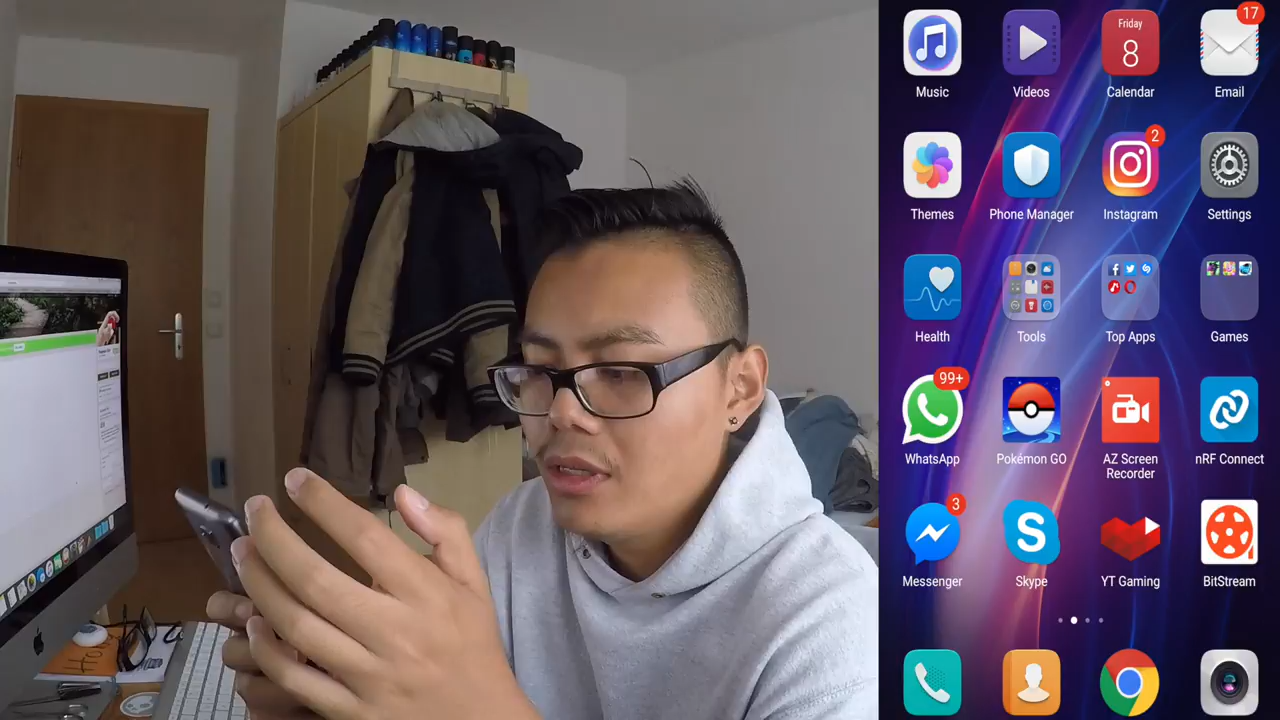 17
Friday
8
Music
Videos
Calendar
Email
2
Themes
Phone Manager
Instagram
Settings
Health
Tools
Top Apps
Games
99+
WhatsApp
Pokémon GO
AZ Screen
Recorder
nRF Connect
3
S
Messenger
Skype
YT Gaming
BitStream